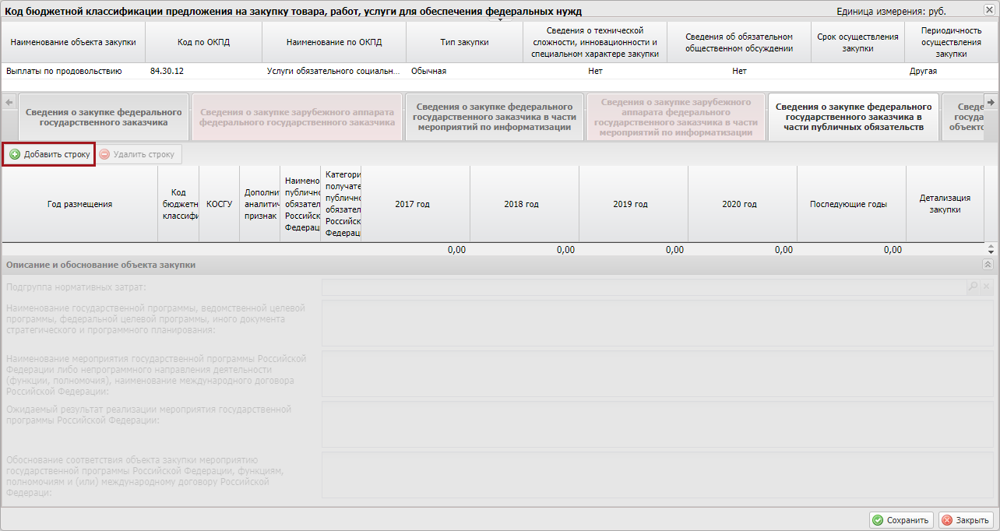 Код бюджетной классификации предложения на закупку товара, работ, услуги для обеспечения федеральных нужд
Единица измерения: руб.
Наименование объекта закупки
Код по ОКПД
Наименование по ОКПД
Тип закупки
Сведения о технической
сложности, инновационности и
специальном характере закупки
Сведения об обязательном
общественном обсуждении
Срок осуществления
закупки
Периодичность
осуществления
закупки
Выплаты по продовольствию
84.30.12
Услуги обязательного социальн...
Обычная
Нет
Нет
Другая
Сведения о закупке федерального
государственного заказчика
Сведения о закупке зарубежного аппарата
федерального государственного заказчика
Сведения о закупке федерального
государственного заказчика в части
мероприятий по информатизации
Сведения о закупке зарубежного
аппарата федерального
государственного заказчика в части
мероприятий по информатизации
Сведения о закупке федерального
государственного заказчика в
части публичных обязательств
Сведе
госуда
объекто
Добавить строку
Удалить строку
Год размещения
Код
бюджетн
классифи
КОСГУ
Дополни
аналитич
признак
Наимено
публичн
обязател
Российск
Федерац
Категори
получате
публичн
обязател
Российск
Федерац
2017 год
2018 год
2019 год
2020 год
Последующие годы
Детализация
закупки
0,00
0,00
0,00
0,00
0,00
Описание и обоснование объекта закупки
Подгруппа нормативных затрат:
Наименование государственной программы, ведомственной целевой
программы, федеральной целевой программы, иного документа
стратегического и программного планирования:
Наименование мероприятия государственной программы Российской
Федерации либо непрограммного направления деятельности
(функции, полномочия), наименование международного договора
Российской Федерации:
Ожидаемый результат реализации мероприятия государственной
программы Российской Федерации:
Обоснование соответствия объекта закупки мероприятию
государственной программы Российской Федерации, функциям,
полномочиям и (или) международному договору Российской
Федераци:
Сохранить
Закрыть